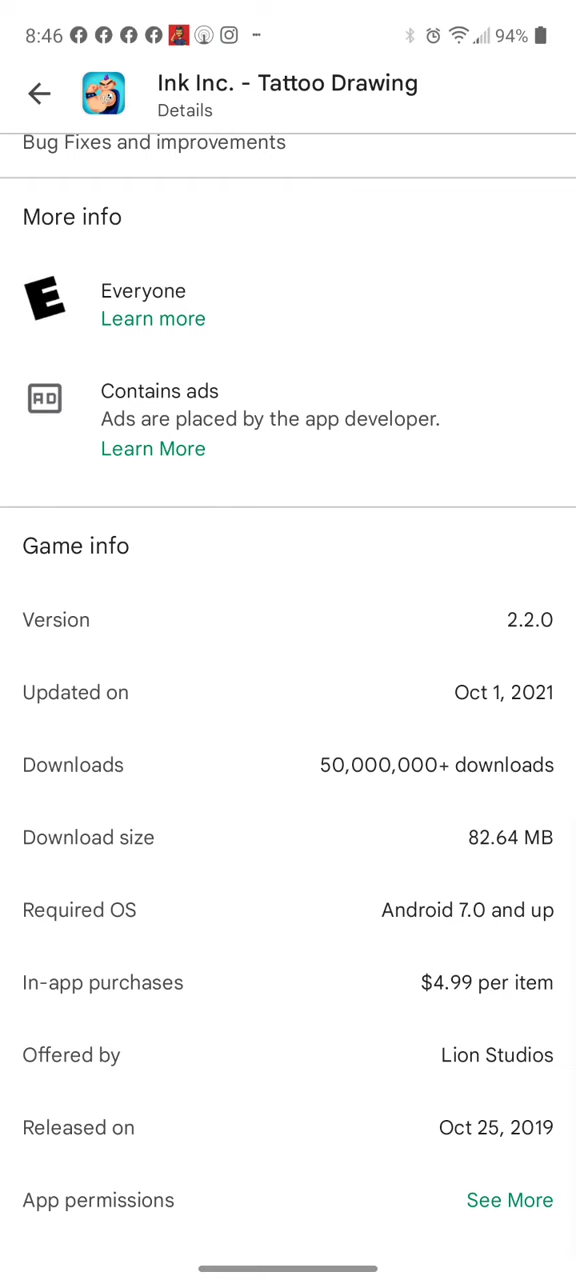 8:46 94%
Ink Inc. - Tattoo Drawing
Details
Bug Fixes and improvements
More info
E
Everyone
Learn more
AD
Contains ads
Ads are placed by the app developer.
Learn More
Game info
Version 2.2.0
Updated on Oct 1, 2021
Downloads 50,000,000+ downloads
Download size 82.64 MB
Required OS Android 7.0 and up
In-app purchases $4.99 per item
Offered by Lion Studios
Released on Oct 25, 2019
App permissions See More